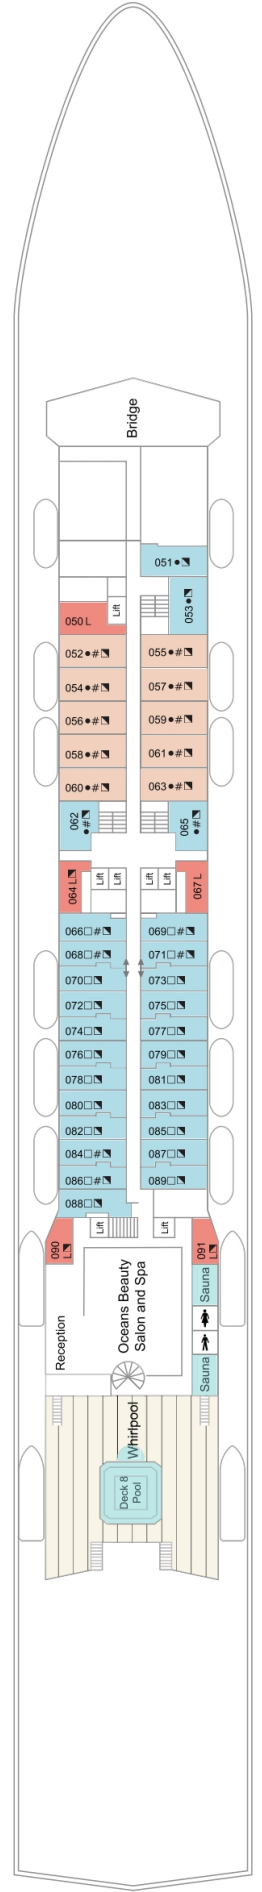 Bridge
051●◪
053●◪
Lift
050 L
052●#◪
055●#◪
054●#◪
057●#◪
056●#◪
059●#◪
058●#◪
061●#◪
060●#◪
063●#◪
062
●#◪
065
●#◪
064 L◪
Lift
Lift
Lift
Lift
067 L
066□#◪
069□#◪
068□#◪
071□#◪
070□◪
073□◪
072□◪
075□◪
074□◪
077□◪
076□◪
079□◪
078□◪
081□◪
080□◪
083□◪
082□◪
085□◪
084□#◪
087□◪
086□#◪
089□◪
088□◪
Lift
Lift
090
L◪
091
L◪
Reception
Oceans Beauty
Salon and Spa
Sauna
Sauna
Whirlpool
Deck 8
Pool